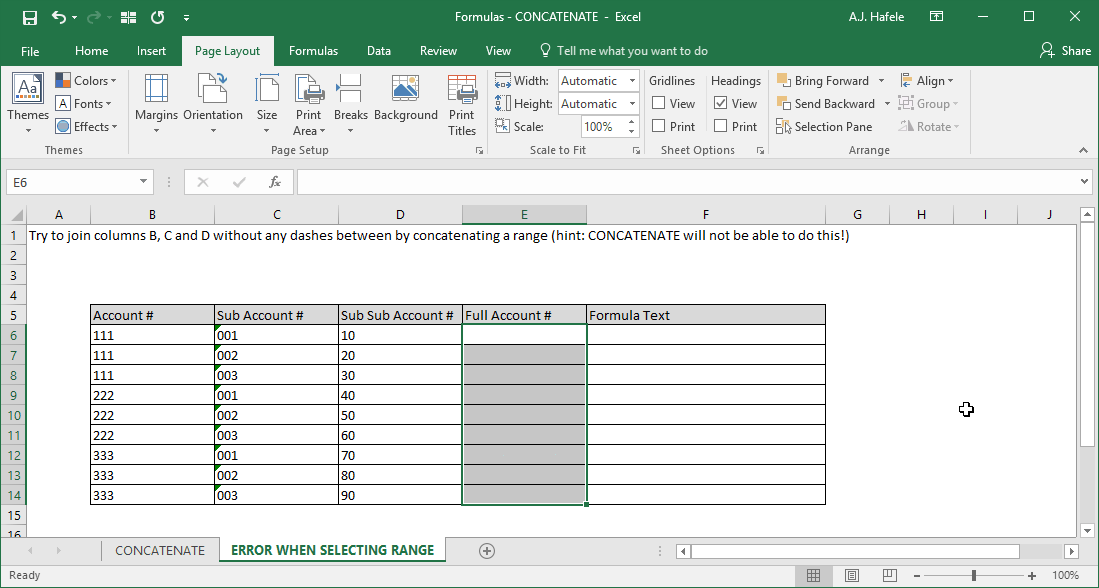 Formulas - CONCATENATE - Excel
A.J. Hafele
File Home Insert Page Layout Formulas Data Review View Tell me what you want to do Share
Aa Colors Width: Automatic Gridlines Headings Bring Forward Align
A Fonts Height: Automatic View View Send Backward Group
Themes Effects Margins Orientation Size Print Area Breaks Background Print Titles Scale: 100% Print Print Selection Pane Rotate
Themes Page Setup Scale to Fit Sheet Options Arrange
E6 fx
A B C D E F G H I J
1 Try to join columns B, C and D without any dashes between by concatenating a range (hint: CONCATENATE will not be able to do this!)
2
3
4
5 Account # Sub Account # Sub Sub Account # Full Account # Formula Text
6 111 001 10
7 111 002 20
8 111 003 30
9 222 001 40
10 222 002 50
11 222 003 60
12 333 001 70
13 333 002 80
14 333 003 90
15
16
CONCATENATE ERROR WHEN SELECTING RANGE
Ready 100%